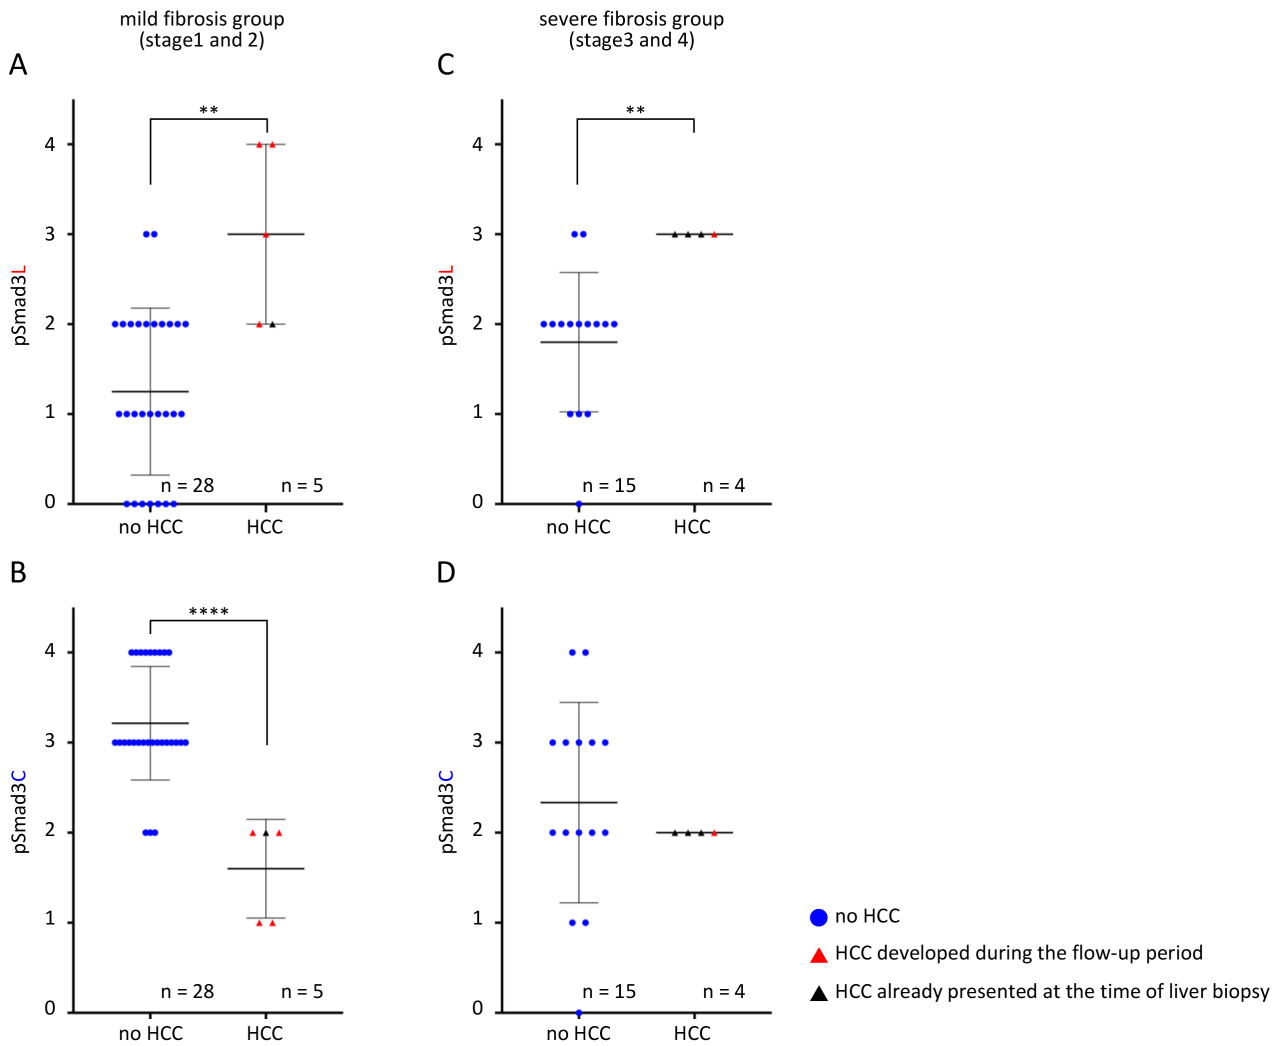 mild fibrosis group
(stage1 and 2)
severe fibrosis group
(stage3 and 4)
A
**
4
3
2
1
0
pSmad3L
n = 28
n = 5
no HCC
HCC
C
**
4
3
2
1
0
pSmad3L
n = 15
n = 4
no HCC
HCC
B
****
4
3
2
1
0
pSmad3C
n = 28
n = 5
no HCC
HCC
D
4
3
2
1
0
pSmad3C
n = 15
n = 4
no HCC
HCC
no HCC
HCC developed during the flow-up period
HCC already presented at the time of liver biopsy